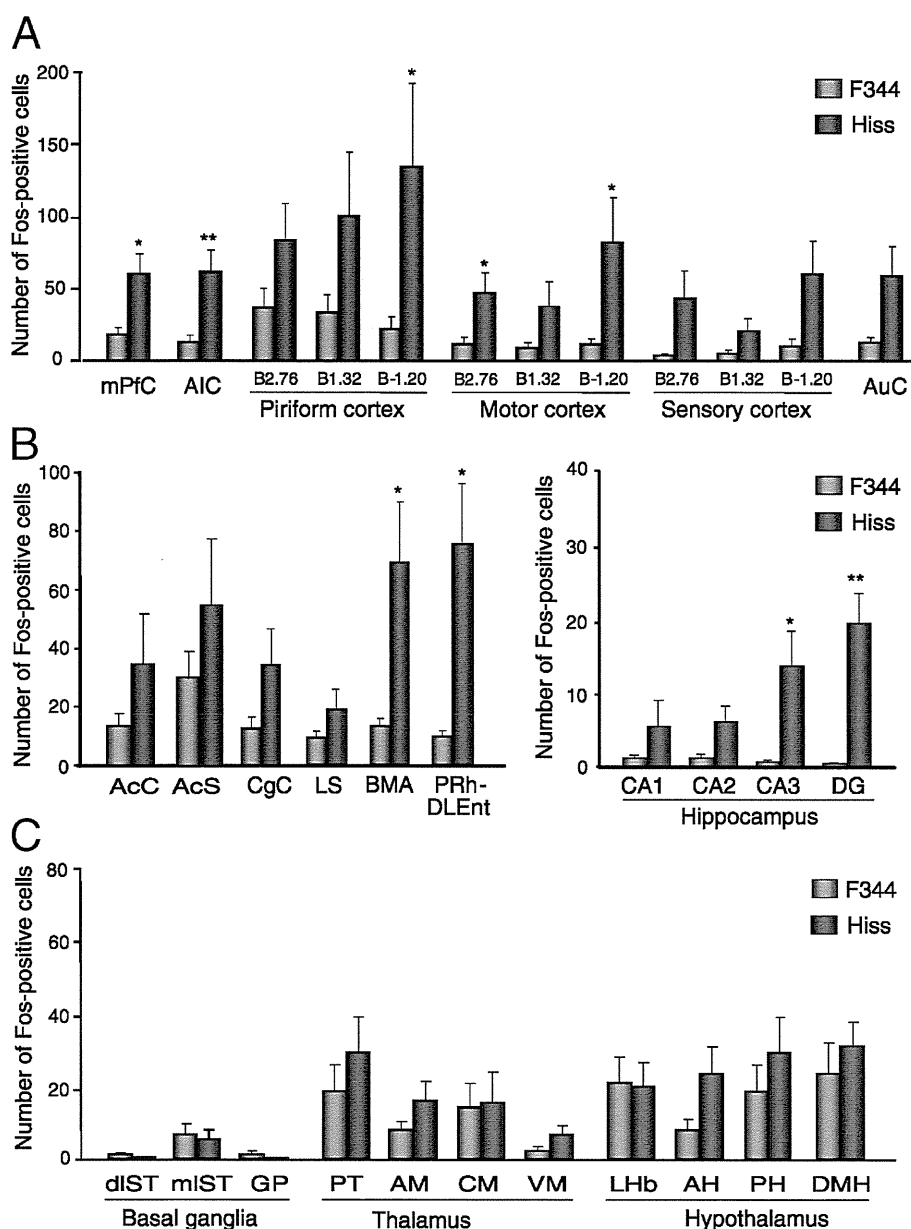 A
Number of Fos-positive cells
200
150
100
50
0
F344
Hiss
* ** * * *
mPfC AIC B2.76 B1.32 B-1.20 B2.76 B1.32 B-1.20 B2.76 B1.32 B-1.20 AuC
Piriform cortex Motor cortex Sensory cortex
B
Number of Fos-positive cells
100
80
60
40
20
0
* *
AcC AcS CgC LS BMA PRh-
DLEnt
Number of Fos-positive cells
40
30
20
10
0
F344
Hiss
* **
CA1 CA2 CA3 DG
Hippocampus
C
Number of Fos-positive cells
80
60
40
20
0
F344
Hiss
dlST mlST GP PT AM CM VM LHb AH PH DMH
Basal ganglia Thalamus Hypothalamus